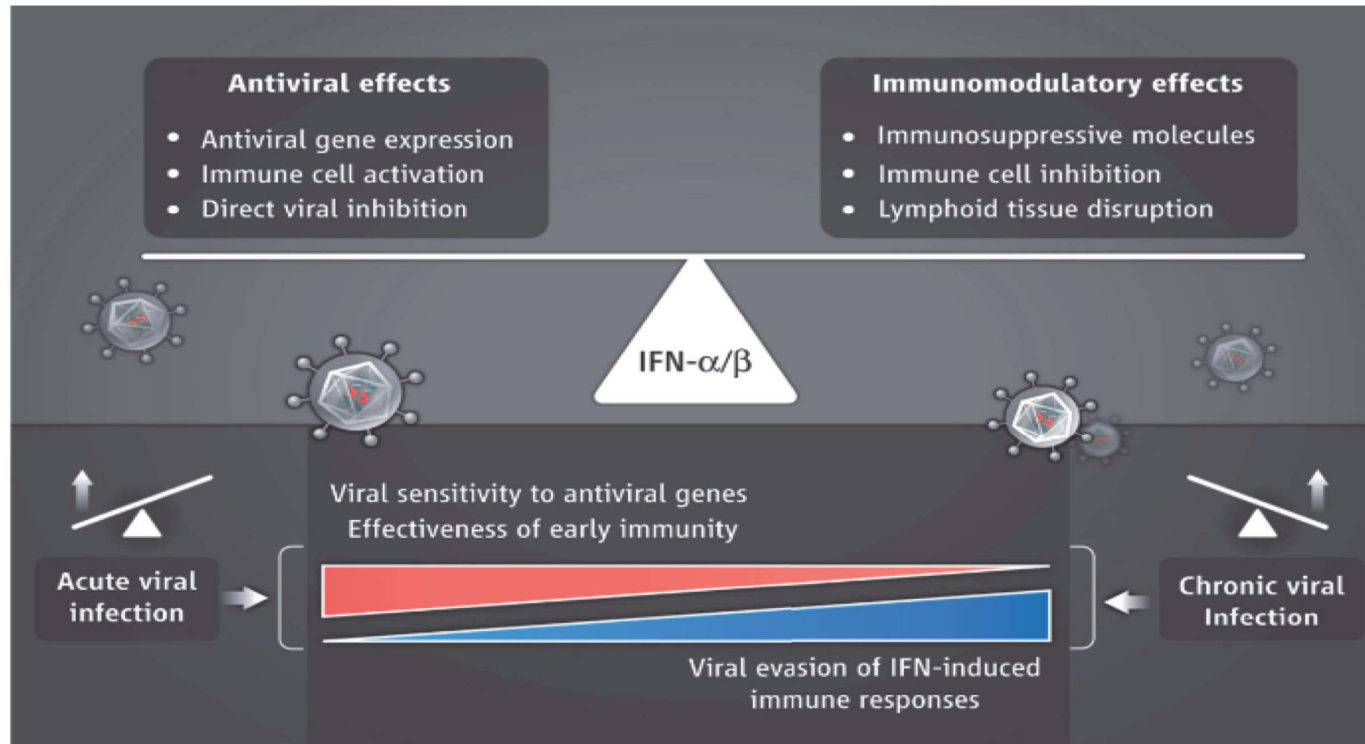 Antiviral effects
• Antiviral gene expression
• Immune cell activation
• Direct viral inhibition
Immunomodulatory effects
• Immunosuppressive molecules
• Immune cell inhibition
• Lymphoid tissue disruption
IFN-α/β
Viral sensitivity to antiviral genes
Effectiveness of early immunity
Acute viral
infection
Chronic viral
Infection
Viral evasion of IFN-induced
immune responses